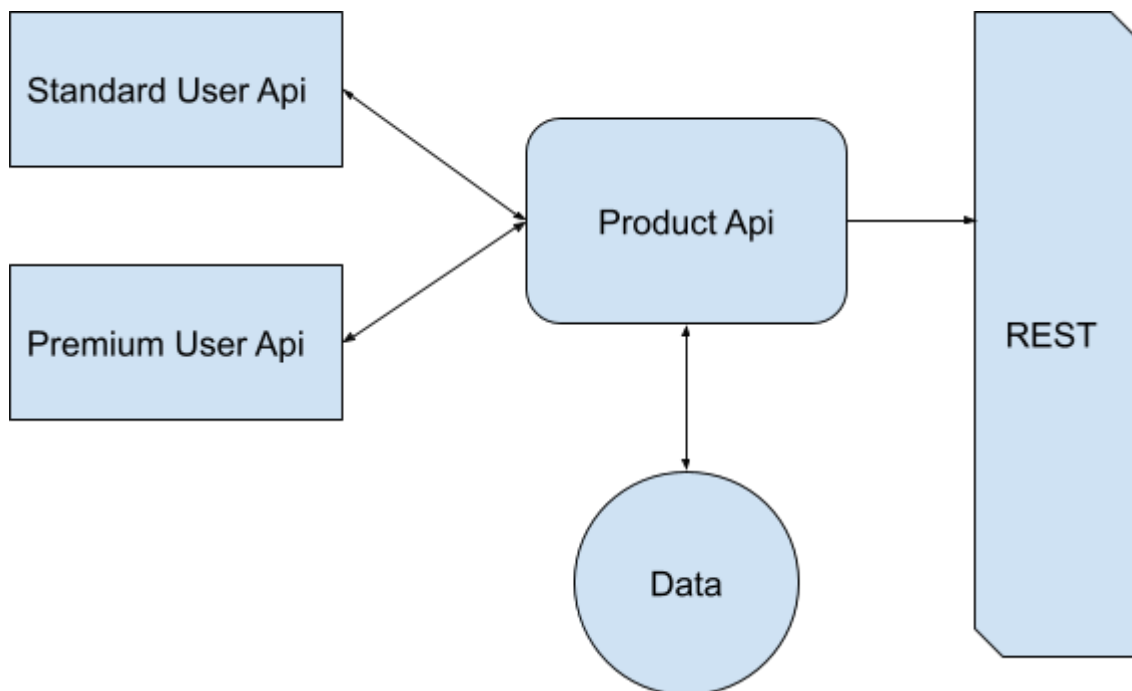 Standard User Api
Product Api
Premium User Api
REST
Data